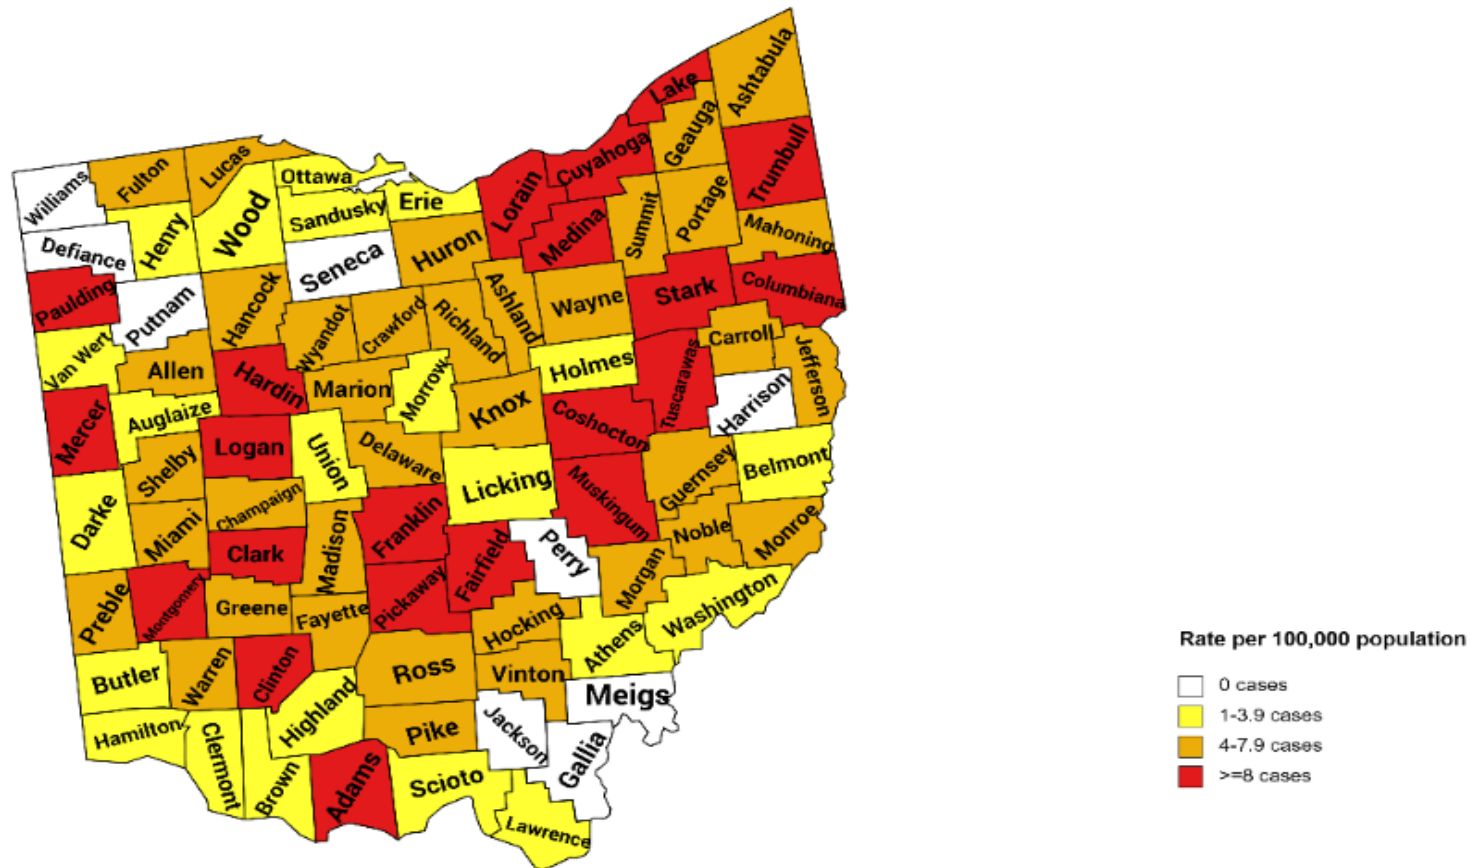 Ashtabula
Lake
Geauga
Cuyahoga
Trumbull
Lorain
Medina
Summit
Portage
Mahoning
Williams
Fulton
Lucas
Ottawa
Wood
Sandusky
Erie
Henry
Defiance
Seneca
Huron
Paulding
Putnam
Hancock
Wyandot
Crawford
Richland
Ashland
Wayne
Stark
Columbiana
Van Wert
Allen
Hardin
Marion
Morrow
Holmes
Tuscarawas
Carroll
Jefferson
Mercer
Auglaize
Logan
Union
Delaware
Knox
Coshocton
Harrison
Shelby
Champaign
Licking
Muskingum
Guernsey
Belmont
Darke
Miami
Clark
Madison
Franklin
Fairfield
Perry
Noble
Monroe
Morgan
Preble
Montgomery
Greene
Fayette
Pickaway
Hocking
Athens
Washington
Butler
Warren
Clinton
Ross
Vinton
Meigs
Hamilton
Clermont
Highland
Pike
Jackson
Gallia
Brown
Adams
Scioto
Lawrence
Rate per 100,000 population
0 cases
1-3.9 cases
4-7.9 cases
>=8 cases